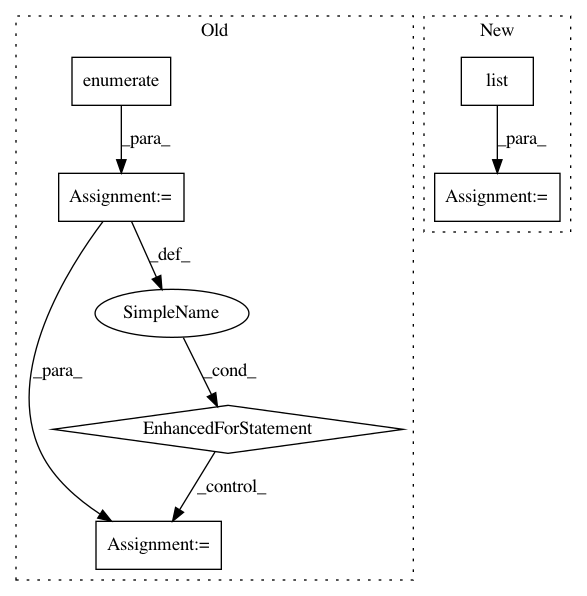 Old
New
enumerate
list
_para_
_para_
Assignment:=
Assignment:=
_def_
SimpleName
_para_
_cond_
EnhancedForStatement
_control_
Assignment:=